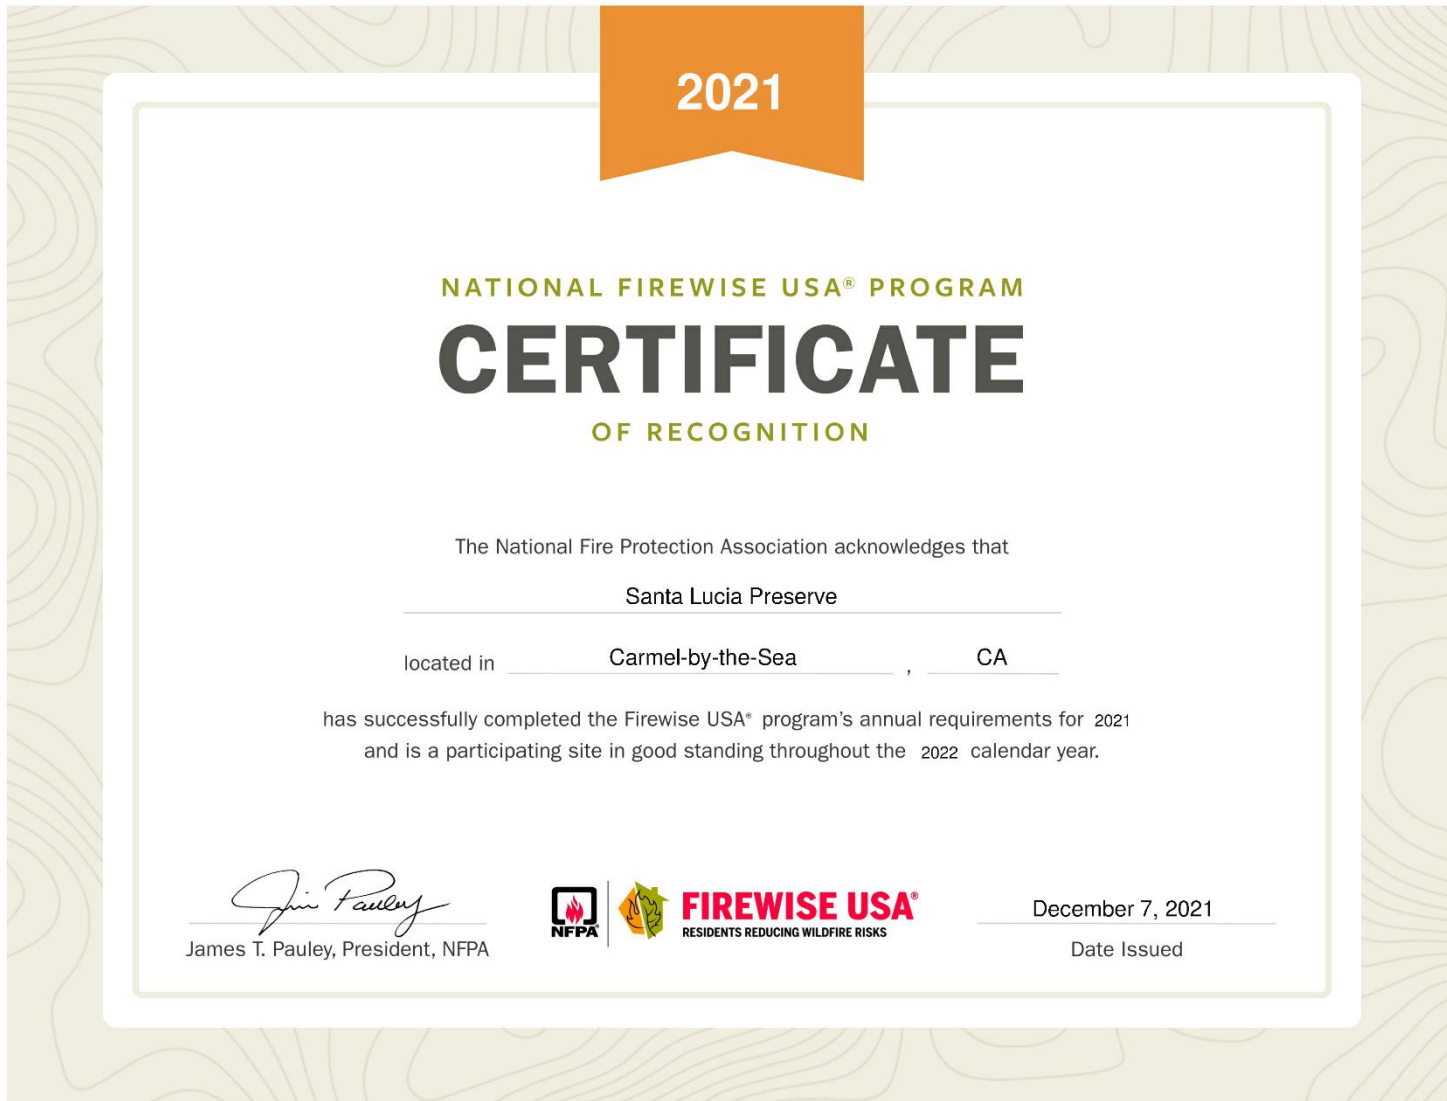 2021
NATIONAL FIREWISE USA® PROGRAM
CERTIFICATE
OF RECOGNITION
The National Fire Protection Association acknowledges that
Santa Lucia Preserve
located in Carmel-by-the-Sea , CA
has successfully completed the Firewise USA® program's annual requirements for 2021
and is a participating site in good standing throughout the 2022 calendar year.
Jim Pauley
James T. Pauley, President, NFPA
NFPA®
FIREWISE USA®
RESIDENTS REDUCING WILDFIRE RISKS
December 7, 2021
Date Issued